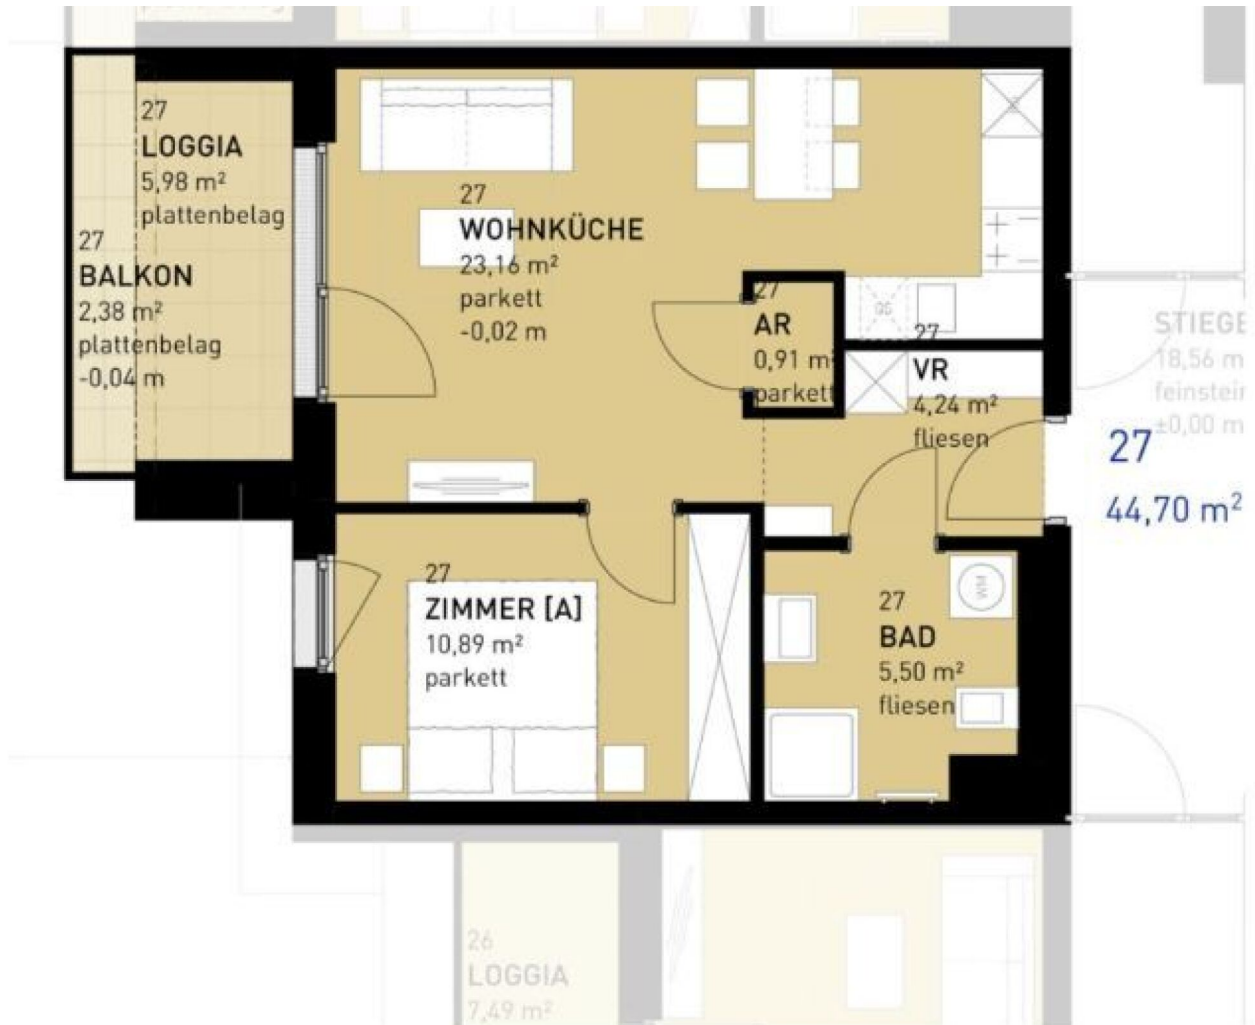 27
LOGGIA
5,98 m²
plattenbelag
27
BALKON
2,38 m²
plattenbelag
-0,04 m
27
WOHNKÜCHE
23,16 m²
parkett
-0,02 m
27
AR
0,91 m²
parkett
GS
27
VR
4,24 m²
fliesen
STIEGE
18,56 m
feinstein
±0,00 m
27
44,70 m²
27
ZIMMER [A]
10,89 m²
parkett
27
BAD
5,50 m²
fliesen
WM
26
LOGGIA
7,49 m²